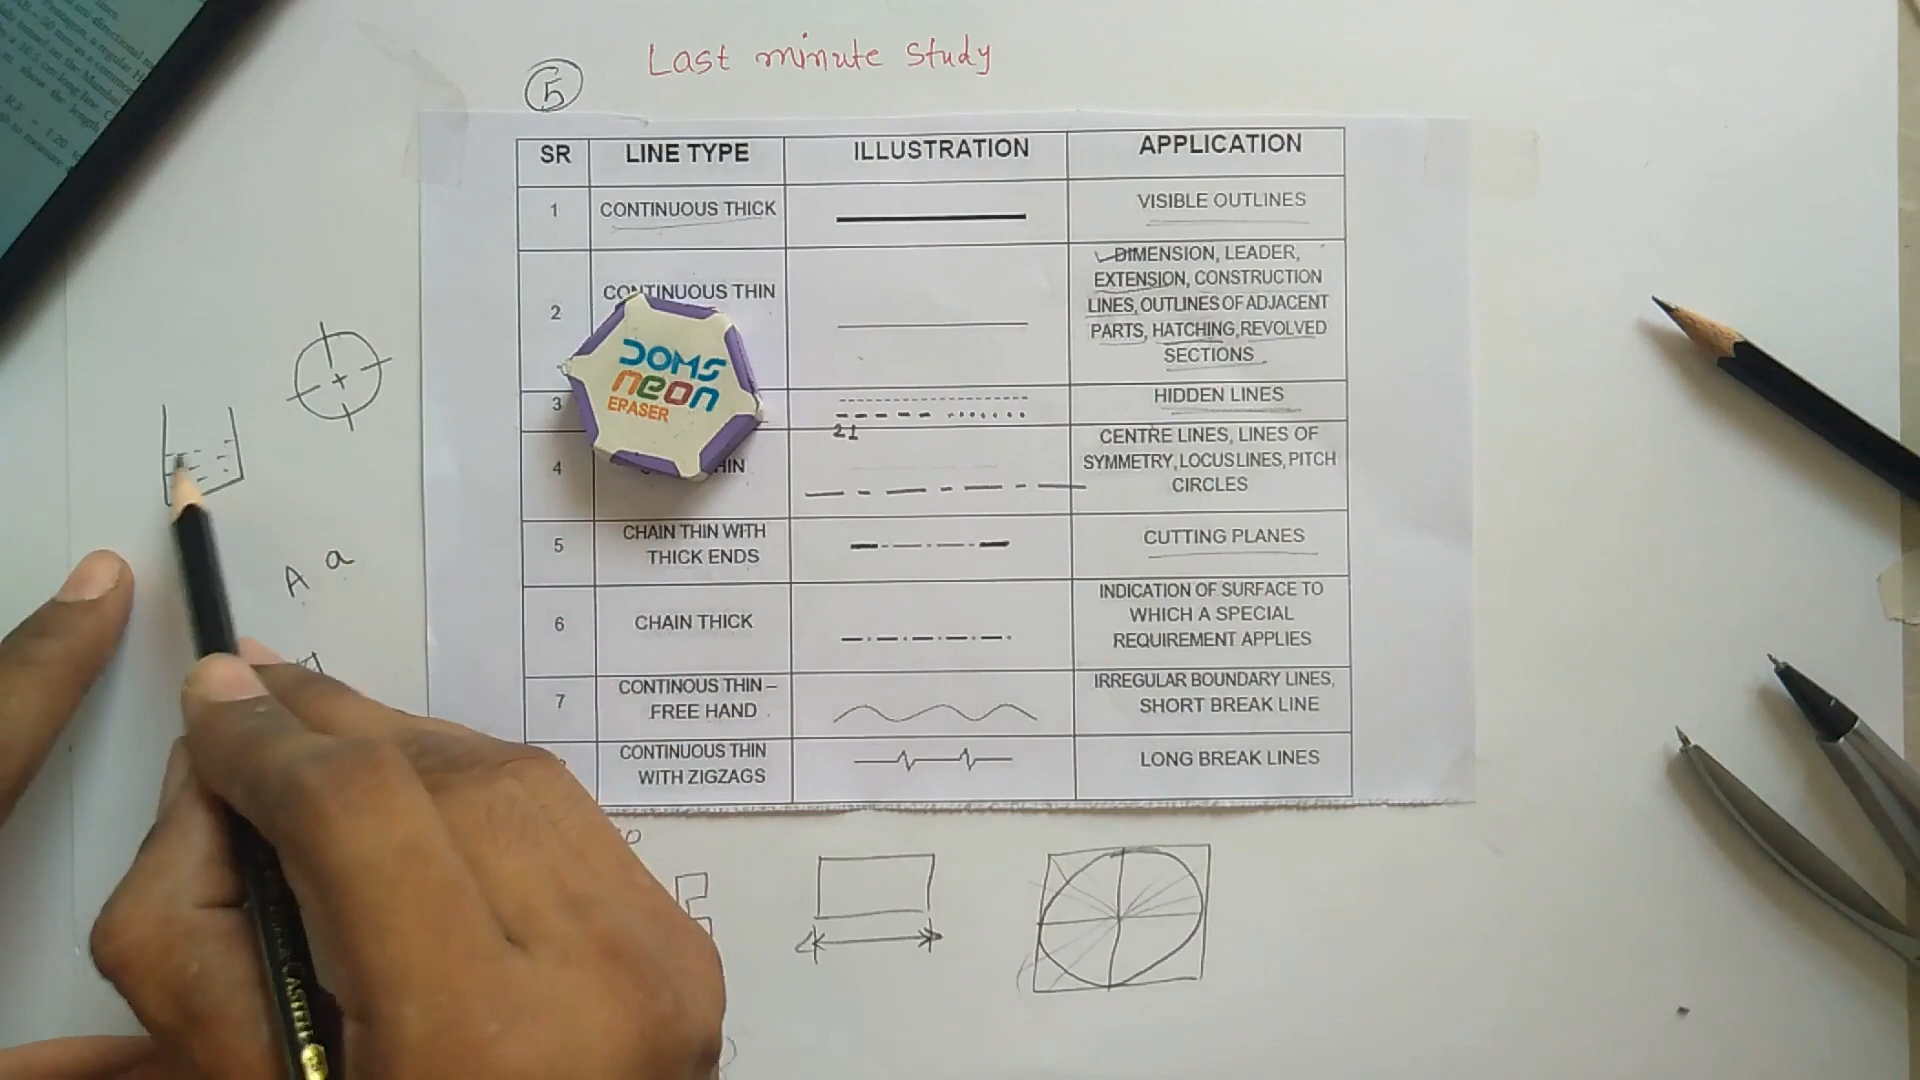 Last minute study
5
SR LINE TYPE ILLUSTRATION APPLICATION
1 CONTINUOUS THICK VISIBLE OUTLINES
2 CONTINUOUS THIN DIMENSION, LEADER,
EXTENSION, CONSTRUCTION
LINES, OUTLINES OF ADJACENT
PARTS, HATCHING, REVOLVED
SECTIONS
DOMS
neon
ERASER
3 HIDDEN LINES
21
4 CENTRE LINES, LINES OF
SYMMETRY, LOCUS LINES, PITCH
CIRCLES
5 CHAIN THIN WITH
THICK ENDS
CUTTING PLANES
6 CHAIN THICK INDICATION OF SURFACE TO
WHICH A SPECIAL
REQUIREMENT APPLIES
7 CONTINOUS THIN –
FREE HAND
IRREGULAR BOUNDARY LINES,
SHORT BREAK LINE
CONTINUOUS THIN
WITH ZIGZAGS
LONG BREAK LINES
A a